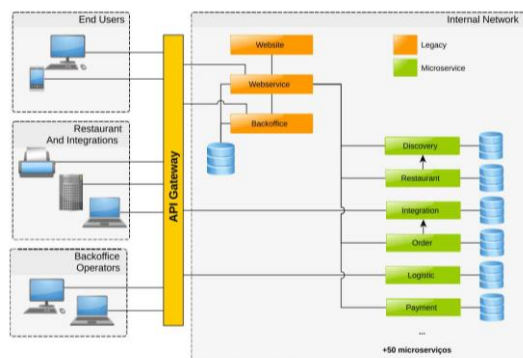 End Users
Internal Network
Website
Legacy
Webservice
Microservice
Backoffice
Restaurant
And Integrations
API Gateway
Discovery
Restaurant
Integration
Order
Backoffice
Operators
Logistic
Payment
...
+50 microserviços